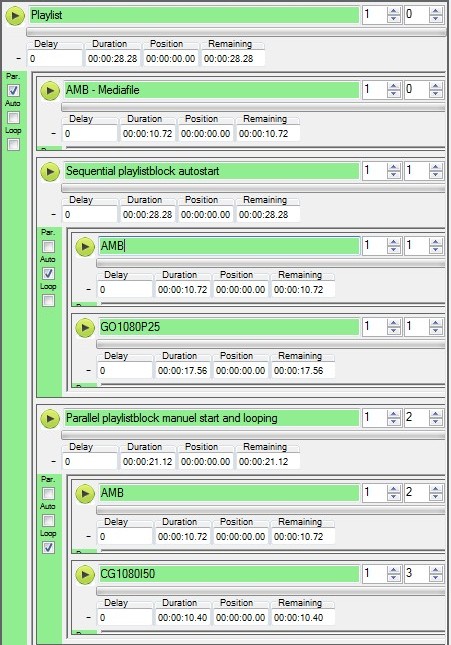 Playlist 1 0
Delay Duration Position Remaining
- 0 00:00:28.28 00:00:00.00 00:00:28.28
Par.
Auto
Loop
AMB - Mediafile 1 0
Delay Duration Position Remaining
- 0 00:00:10.72 00:00:00.00 00:00:10.72
Sequential playlistblock autostart 1 1
Delay Duration Position Remaining
- 0 00:00:28.28 00:00:00.00 00:00:28.28
Par.
Auto
Loop
AMB 1 1
Delay Duration Position Remaining
- 0 00:00:10.72 00:00:00.00 00:00:10.72
GO1080P25 1 1
Delay Duration Position Remaining
- 0 00:00:17.56 00:00:00.00 00:00:17.56
Parallel playlistblock manuel start and looping 1 2
Delay Duration Position Remaining
- 0 00:00:21.12 00:00:00.00 00:00:21.12
Par.
Auto
Loop
AMB 1 2
Delay Duration Position Remaining
- 0 00:00:10.72 00:00:00.00 00:00:10.72
CG1080I50 1 3
Delay Duration Position Remaining
- 0 00:00:10.40 00:00:00.00 00:00:10.40